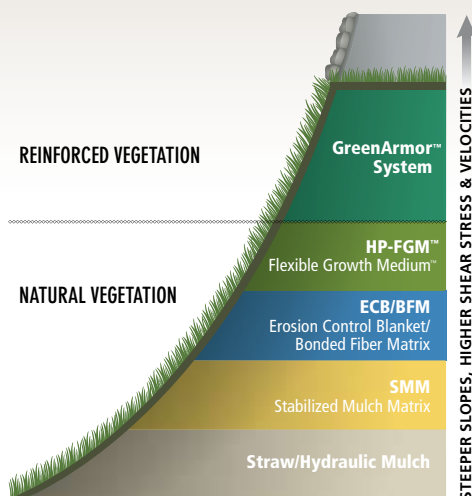 REINFORCED VEGETATION
GreenArmor™
System
HP-FGM™
Flexible Growth Medium™
NATURAL VEGETATION
ECB/BFM
Erosion Control Blanket/
Bonded Fiber Matrix
SMM
Stabilized Mulch Matrix
Straw/Hydraulic Mulch
STEEPER SLOPES, HIGHER SHEAR STRESS & VELOCITIES